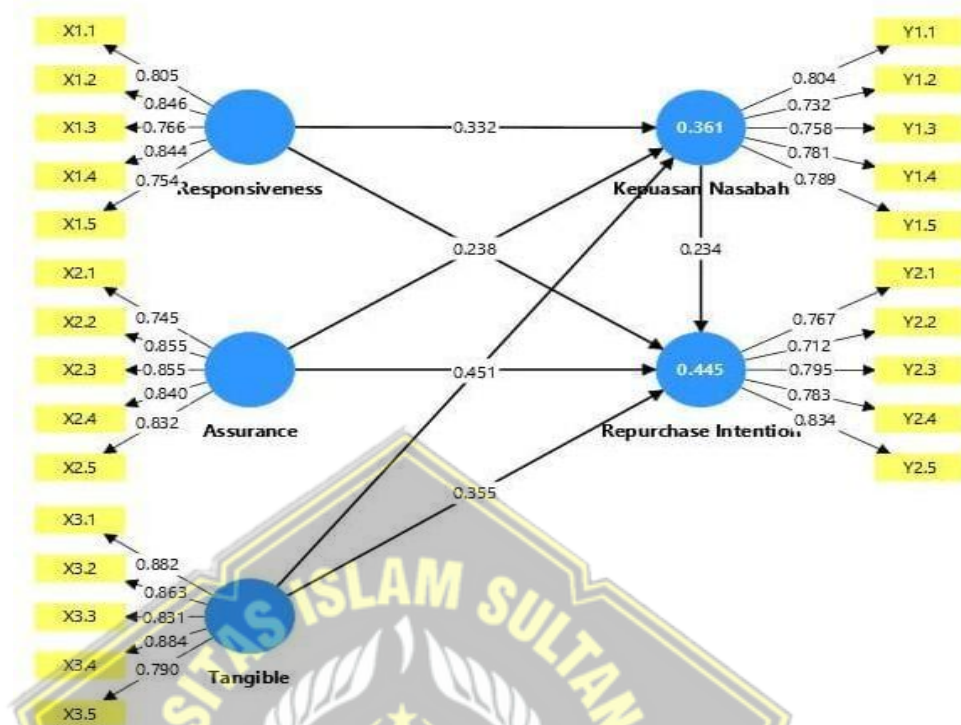 X1.1
X1.2
X1.3
X1.4
X1.5
0.805
0.846
0.766
0.844
0.754
Responsiveness
X2.1
X2.2
X2.3
X2.4
X2.5
0.745
0.855
0.855
0.840
0.832
Assurance
X3.1
X3.2
X3.3
X3.4
X3.5
0.882
0.863
0.831
0.884
0.790
Tangible
0.332
0.238
0.451
0.355
0.234
0.361
Kepuasan Nasabah
0.804
0.732
0.758
0.781
0.789
Y1.1
Y1.2
Y1.3
Y1.4
Y1.5
0.445
Repurchase Intention
0.767
0.712
0.795
0.783
0.834
Y2.1
Y2.2
Y2.3
Y2.4
Y2.5
ISLAM SULTAN